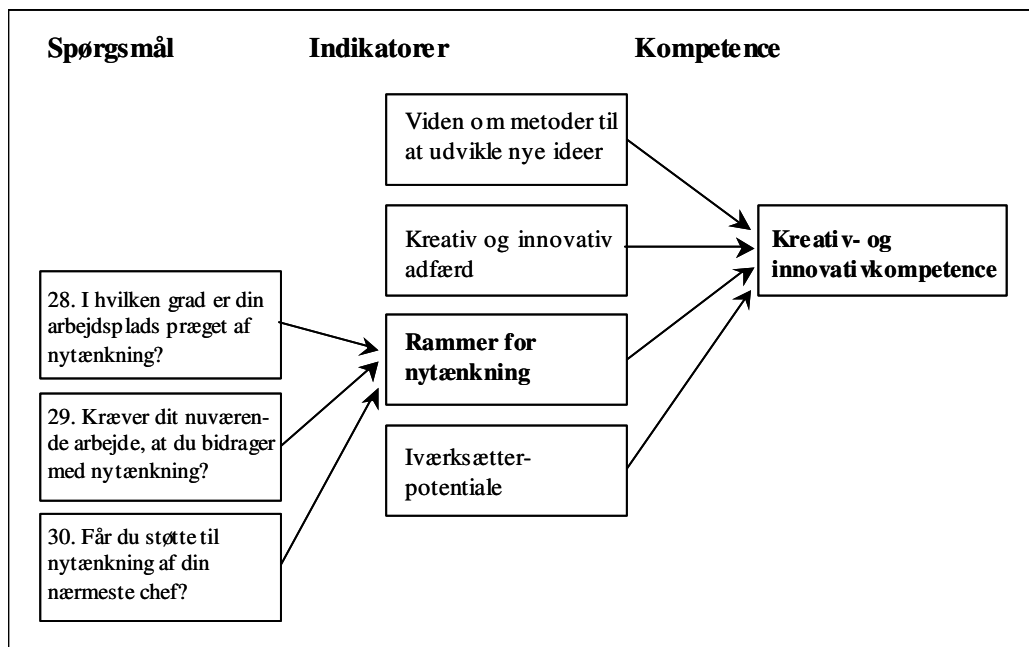 Spørgsmål
Indikatorer
Kompetence
28. I hvilken grad er din
arbejdsplads præget af
nytænkning?
29. Kræver dit nuværen-
de arbejde, at du bidrager
med nytænkning?
30. Får du støtte til
nytænkning af din
nærmeste chef?
Viden om metoder til
at udvikle nye ideer
Kreativ og innovativ
adfærd
Rammer for
nytænkning
Iværksætter-
potentiale
Kreativ- og
innovativkompetence